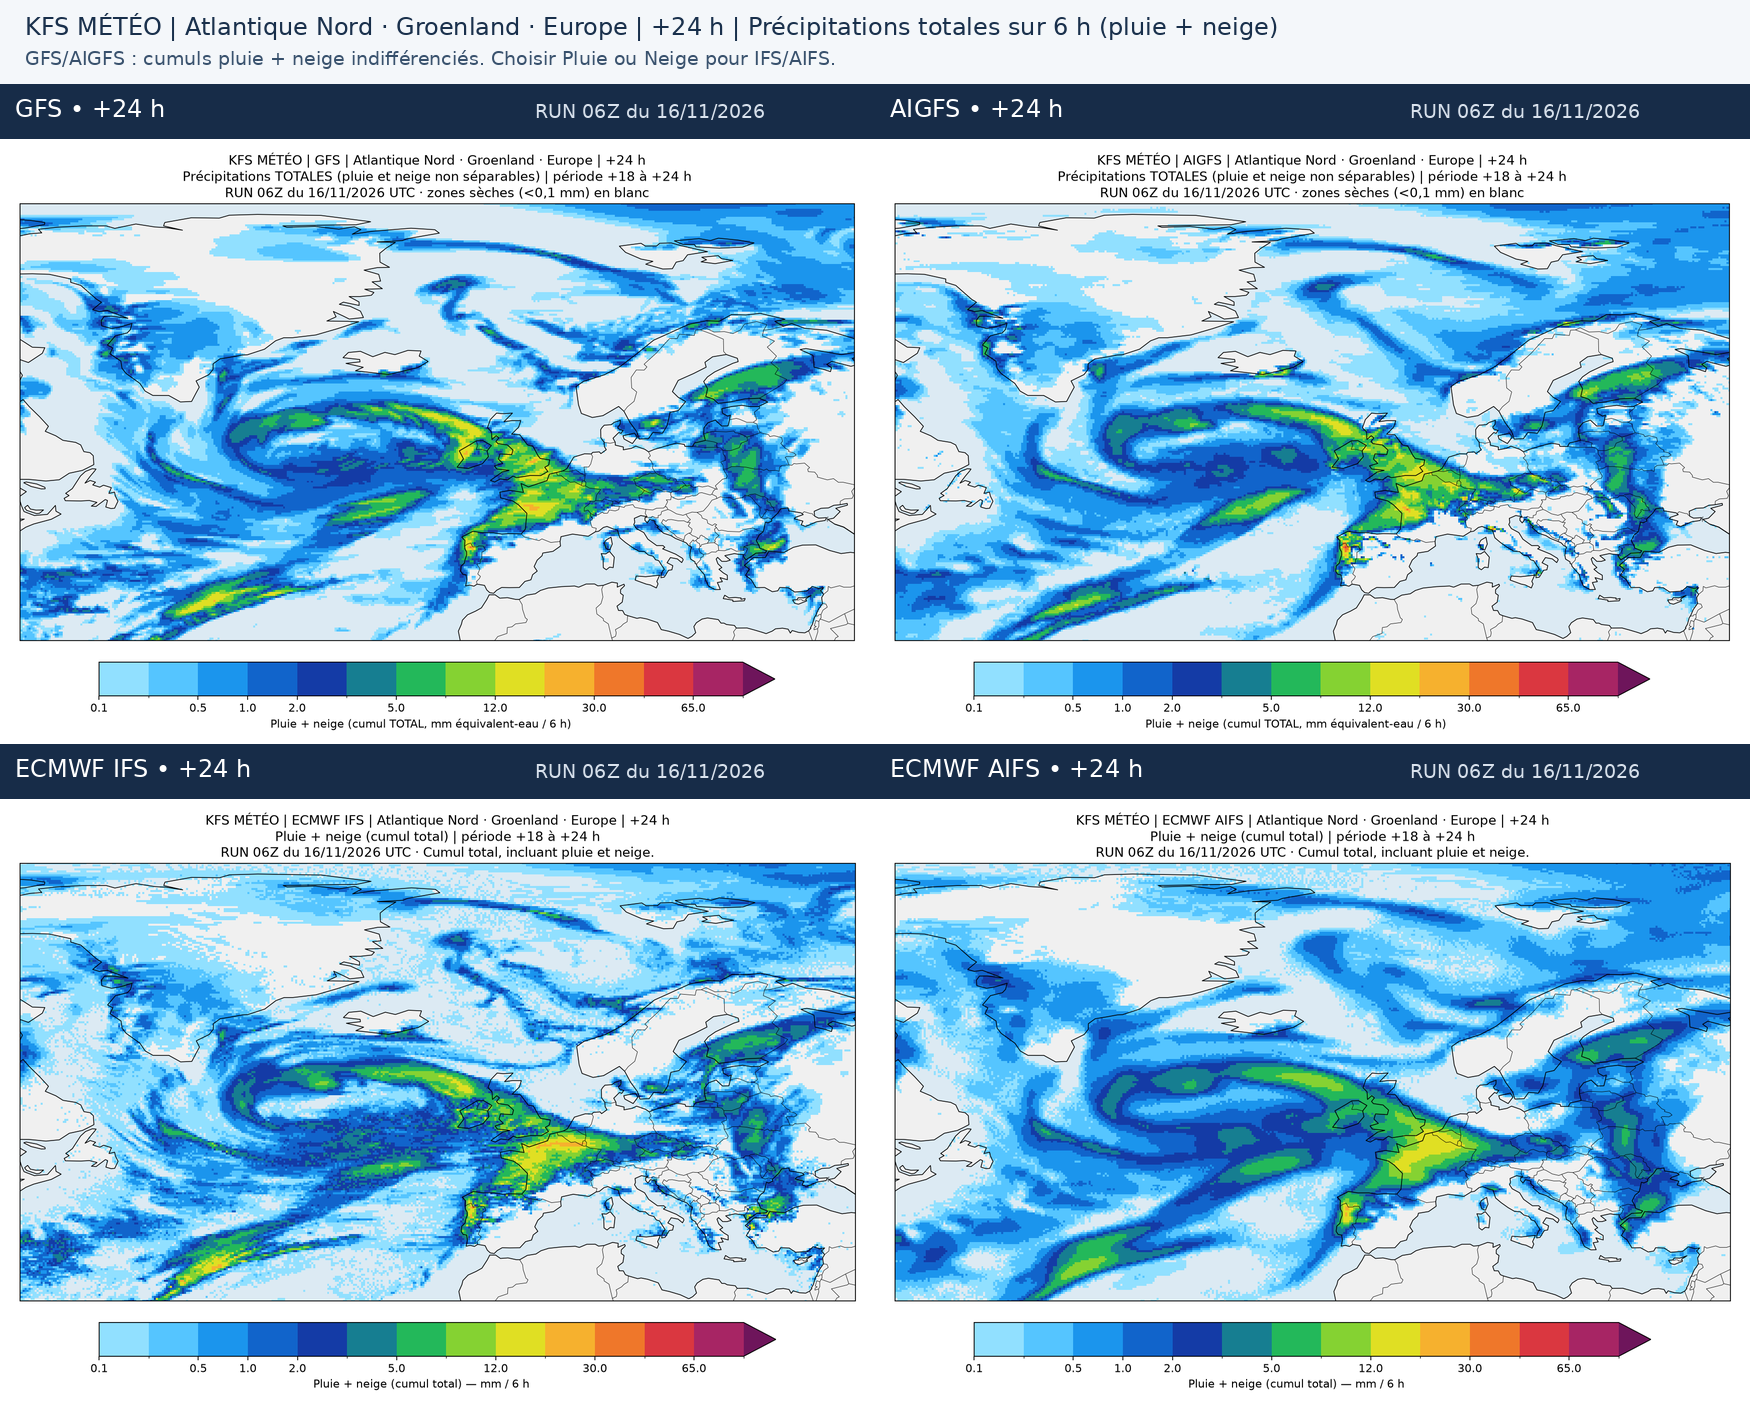 KFS MÉTÉO | Atlantique Nord · Groenland · Europe | +24 h | Précipitations totales sur 6 h (pluie + neige)
GFS/AIGFS : cumuls pluie + neige indifférenciés. Choisir Pluie ou Neige pour IFS/AIFS.
GFS • +24 h
RUN 06Z du 16/11/2026
KFS MÉTÉO | GFS | Atlantique Nord · Groenland · Europe | +24 h
Précipitations TOTALES (pluie et neige non séparables) | période +18 à +24 h
RUN 06Z du 16/11/2026 UTC · zones sèches (<0,1 mm) en blanc
0.1 0.5 1.0 2.0 5.0 12.0 30.0 65.0
Pluie + neige (cumul TOTAL, mm équivalent-eau / 6 h)
AIGFS • +24 h
RUN 06Z du 16/11/2026
KFS MÉTÉO | AIGFS | Atlantique Nord · Groenland · Europe | +24 h
Précipitations TOTALES (pluie et neige non séparables) | période +18 à +24 h
RUN 06Z du 16/11/2026 UTC · zones sèches (<0,1 mm) en blanc
0.1 0.5 1.0 2.0 5.0 12.0 30.0 65.0
Pluie + neige (cumul TOTAL, mm équivalent-eau / 6 h)
ECMWF IFS • +24 h
RUN 06Z du 16/11/2026
KFS MÉTÉO | ECMWF IFS | Atlantique Nord · Groenland · Europe | +24 h
Pluie + neige (cumul total) | période +18 à +24 h
RUN 06Z du 16/11/2026 UTC · Cumul total, incluant pluie et neige.
0.1 0.5 1.0 2.0 5.0 12.0 30.0 65.0
Pluie + neige (cumul total) — mm / 6 h
ECMWF AIFS • +24 h
RUN 06Z du 16/11/2026
KFS MÉTÉO | ECMWF AIFS | Atlantique Nord · Groenland · Europe | +24 h
Pluie + neige (cumul total) | période +18 à +24 h
RUN 06Z du 16/11/2026 UTC · Cumul total, incluant pluie et neige.
0.1 0.5 1.0 2.0 5.0 12.0 30.0 65.0
Pluie + neige (cumul total) — mm / 6 h